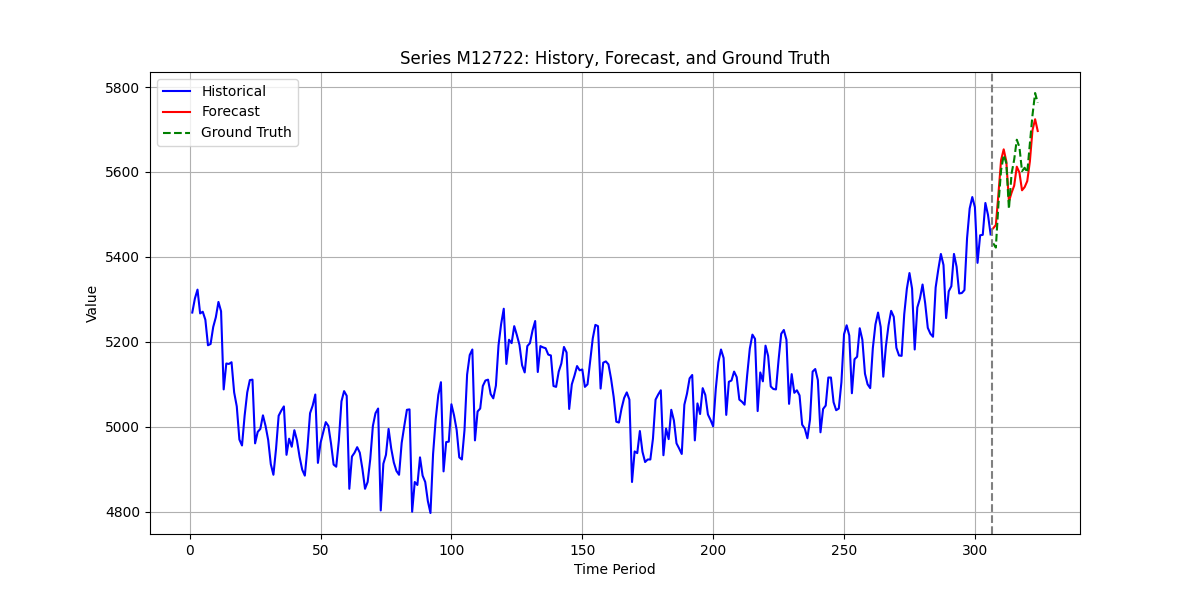 Series M12722: History, Forecast, and Ground Truth
Historical
Forecast
Ground Truth
Value
5800
5600
5400
5200
5000
4800
0 50 100 150 200 250 300
Time Period